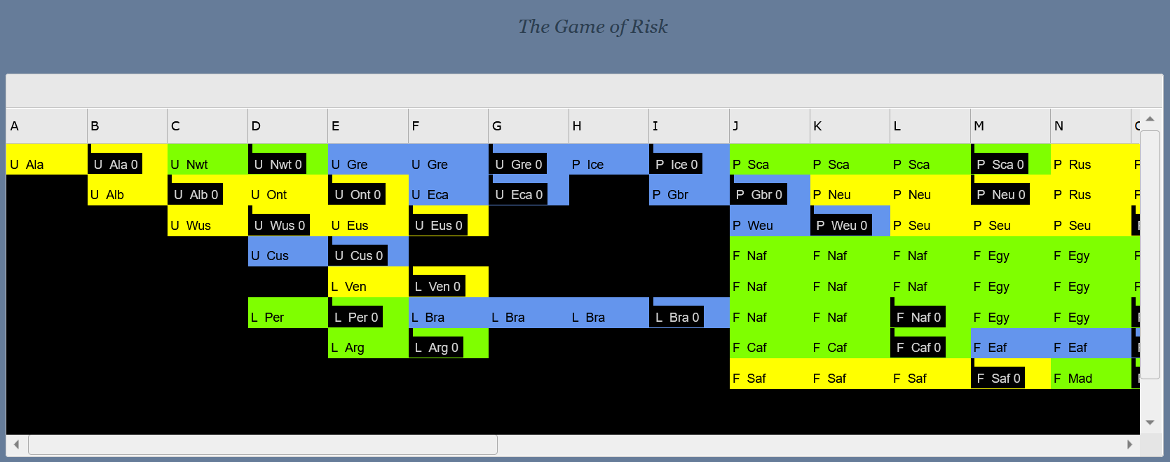 The Game of Risk
A B C D E F G H I J K L M N
U Ala U Ala 0 U Nwt U Nwt 0 U Gre U Gre U Gre 0 P Ice P Ice 0 P Sca P Sca P Sca P Sca 0 P Rus
U Alb U Alb 0 U Ont U Ont 0 U Eca U Eca 0 P Gbr P Gbr 0 P Neu P Neu P Neu 0 P Rus
U Wus U Wus 0 U Eus U Eus 0 P Weu P Weu 0 P Seu P Seu P Seu
U Cus U Cus 0 F Naf F Naf F Naf F Egy F Egy
L Ven L Ven 0 F Naf F Naf F Naf F Egy F Egy
L Per L Per 0 L Bra L Bra L Bra L Bra 0 F Naf F Naf F Naf 0 F Egy F Egy
L Arg L Arg 0 F Caf F Caf F Caf 0 F Eaf F Eaf
F Saf F Saf F Saf F Saf 0 F Mad